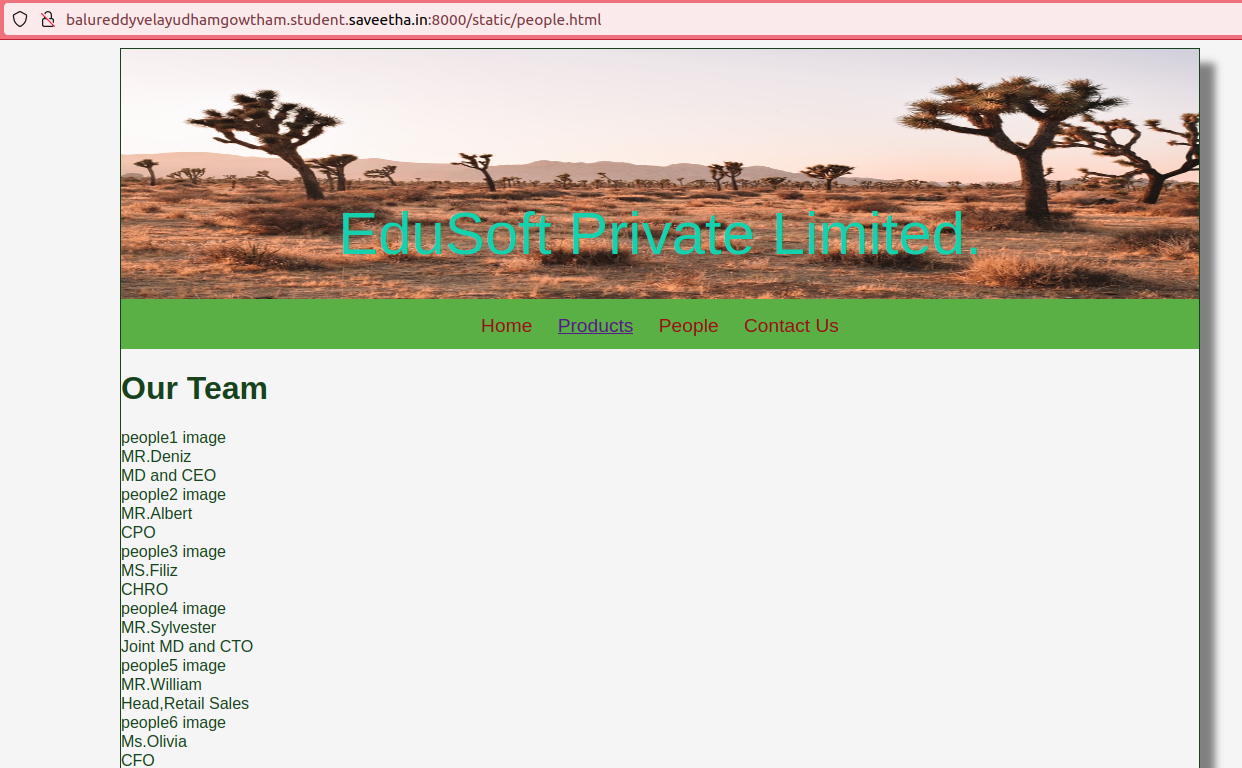 balureddyvelayudhamgowtham.student.saveetha.in:8000/static/people.html
EduSoft Private Limited.
Home Products People Contact Us
Our Team
people1 image
MR.Deniz
MD and CEO
people2 image
MR.Albert
CPO
people3 image
MS.Filiz
CHRO
people4 image
MR.Sylvester
Joint MD and CTO
people5 image
MR.William
Head,Retail Sales
people6 image
Ms.Olivia
CFO